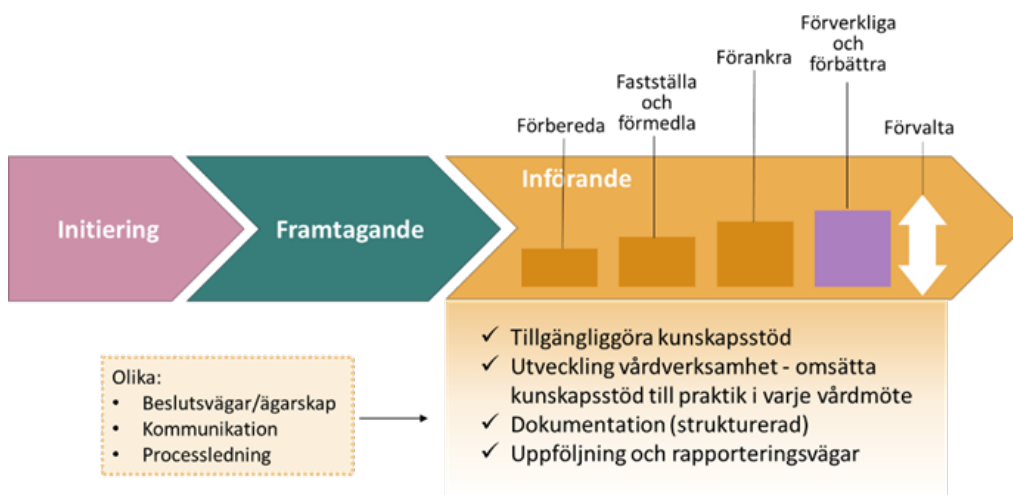 Initiering
Framtagande
Införande
Förbereda
Fastställa
och
förmedla
Förankra
Förverkliga
och
förbättra
Förvalta
Olika:
• Beslutsvägar/ägarskap
• Kommunikation
• Processledning
✓ Tillgängliggöra kunskapsstöd
✓ Utveckling vårdverksamhet - omsätta
kunskapsstöd till praktik i varje vårdmöte
✓ Dokumentation (strukturerad)
✓ Uppföljning och rapporteringsvägar